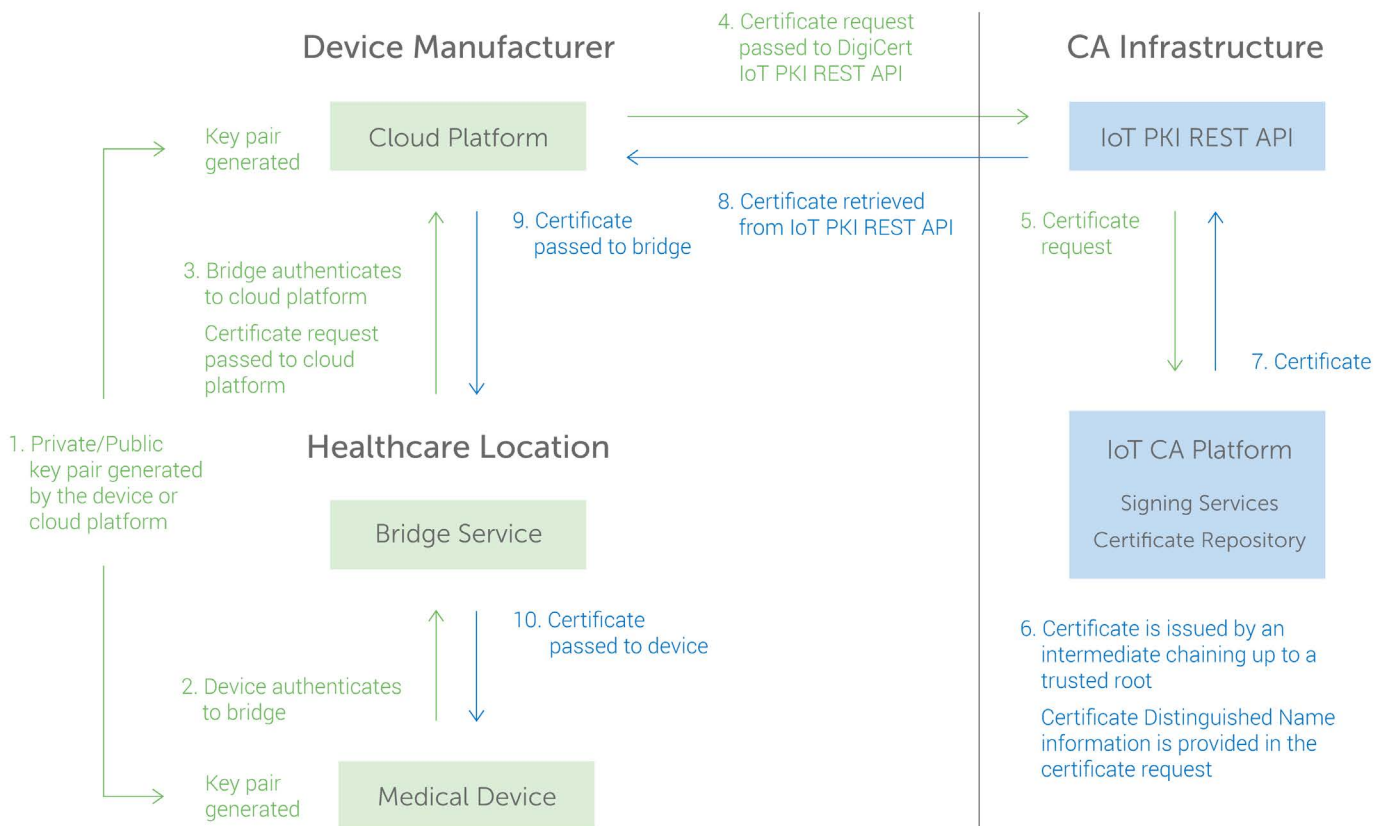 Device Manufacturer
4. Certificate request
passed to DigiCert
IoT PKI REST API
CA Infrastructure
Key pair
generated
Cloud Platform
IoT PKI REST API
8. Certificate retrieved
from IoT PKI REST API
9. Certificate
passed to bridge
5. Certificate
request
3. Bridge authenticates
to cloud platform
Certificate request
passed to cloud
platform
7. Certificate
1. Private/Public
key pair generated
by the device or
cloud platform
Healthcare Location
IoT CA Platform
Signing Services
Certificate Repository
Bridge Service
10. Certificate
passed to device
2. Device authenticates
to bridge
6. Certificate is issued by an
intermediate chaining up to a
trusted root
Certificate Distinguished Name
information is provided in the
certificate request
Key pair
generated
Medical Device